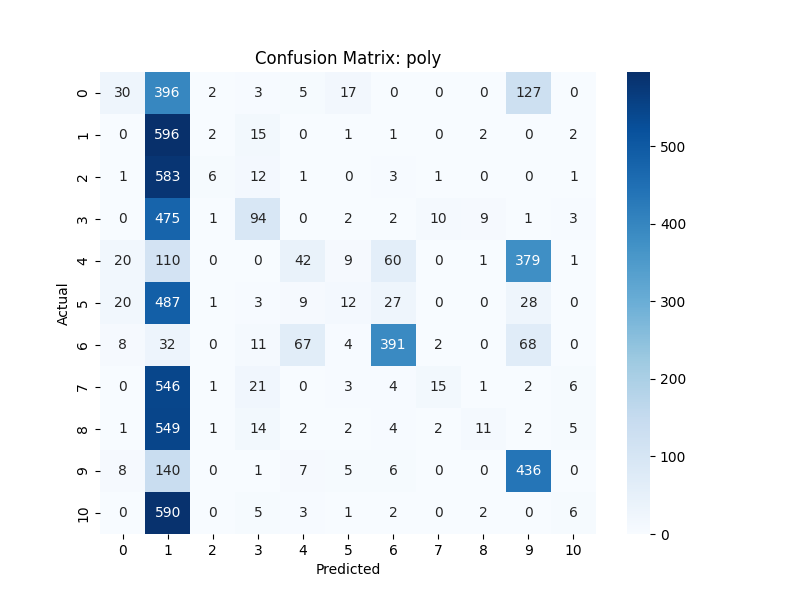 Confusion Matrix: poly
0 30 396 2 3 5 17 0 0 0 127 0
1 0 596 2 15 0 1 1 0 2 0 2
2 1 583 6 12 1 0 3 1 0 0 1
3 0 475 1 94 0 2 2 10 9 1 3
4 20 110 0 0 42 9 60 0 1 379 1
5 20 487 1 3 9 12 27 0 0 28 0
6 8 32 0 11 67 4 391 2 0 68 0
7 0 546 1 21 0 3 4 15 1 2 6
8 1 549 1 14 2 2 4 2 11 2 5
9 8 140 0 1 7 5 6 0 0 436 0
10 0 590 0 5 3 1 2 0 2 0 6
0 1 2 3 4 5 6 7 8 9 10
Predicted
Actual
500
400
300
200
100
0